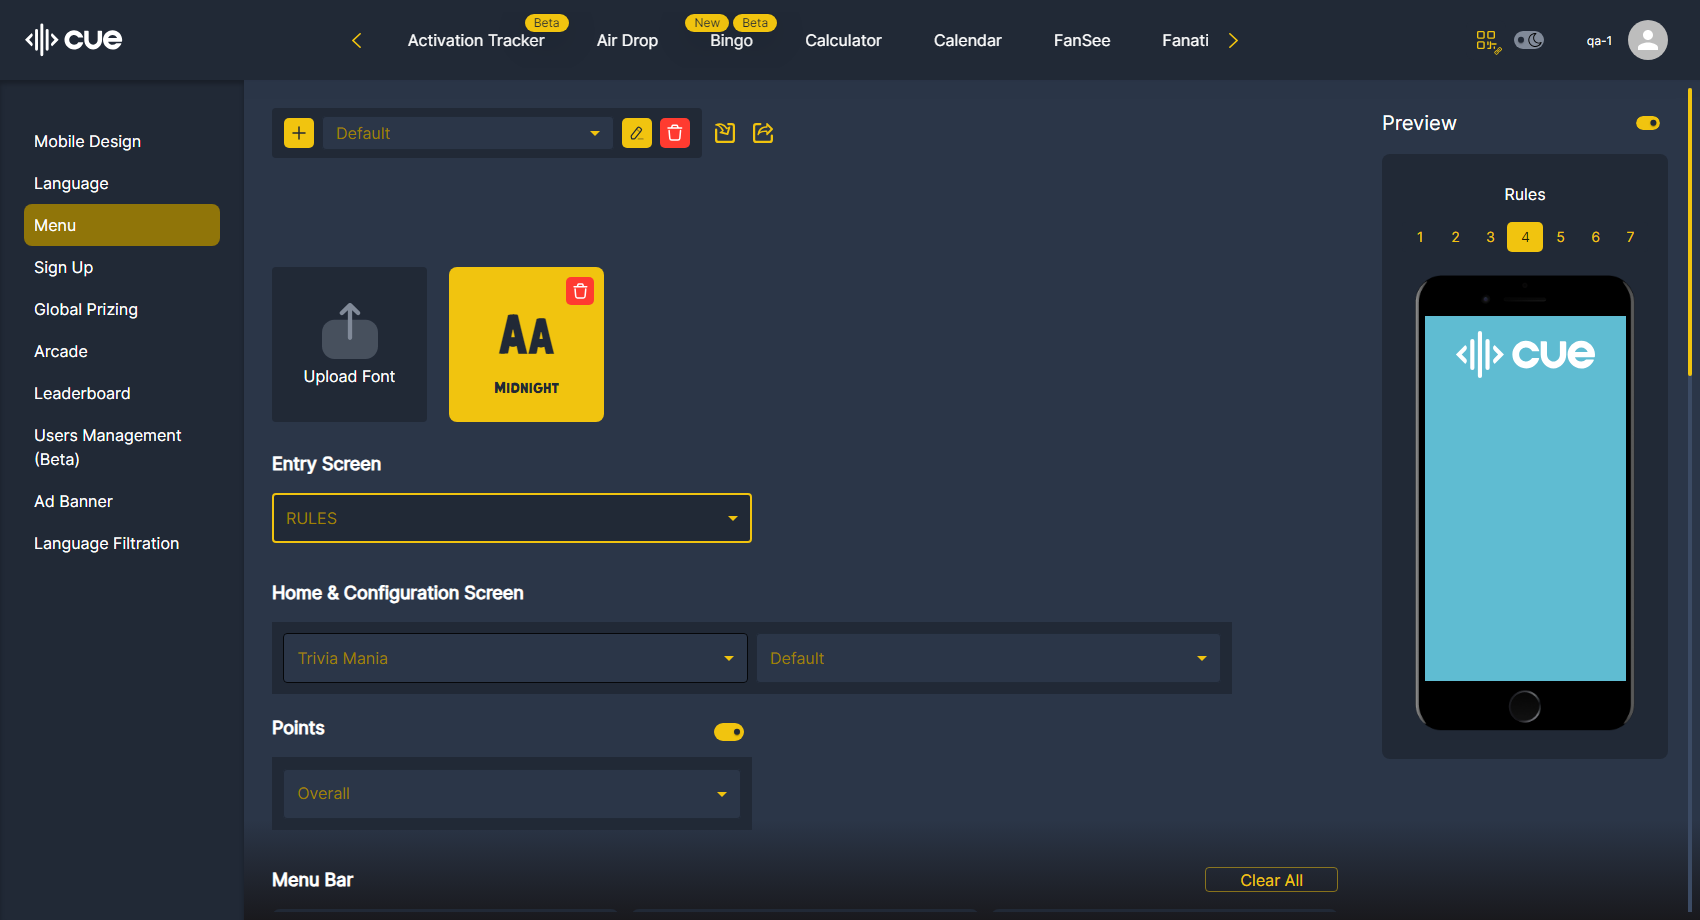 cue
Activation Tracker
Beta
Air Drop
Bingo
New
Beta
Calculator
Calendar
FanSee
Fanati
qa-1
Mobile Design
Language
Menu
Sign Up
Global Prizing
Arcade
Leaderboard
Users Management
(Beta)
Ad Banner
Language Filtration
Default
Upload Font
AA
MIDNIGHT
Entry Screen
RULES
Home & Configuration Screen
Trivia Mania
Default
Points
Overall
Menu Bar
Clear All
Preview
Rules
1 2 3 4 5 6 7
cue